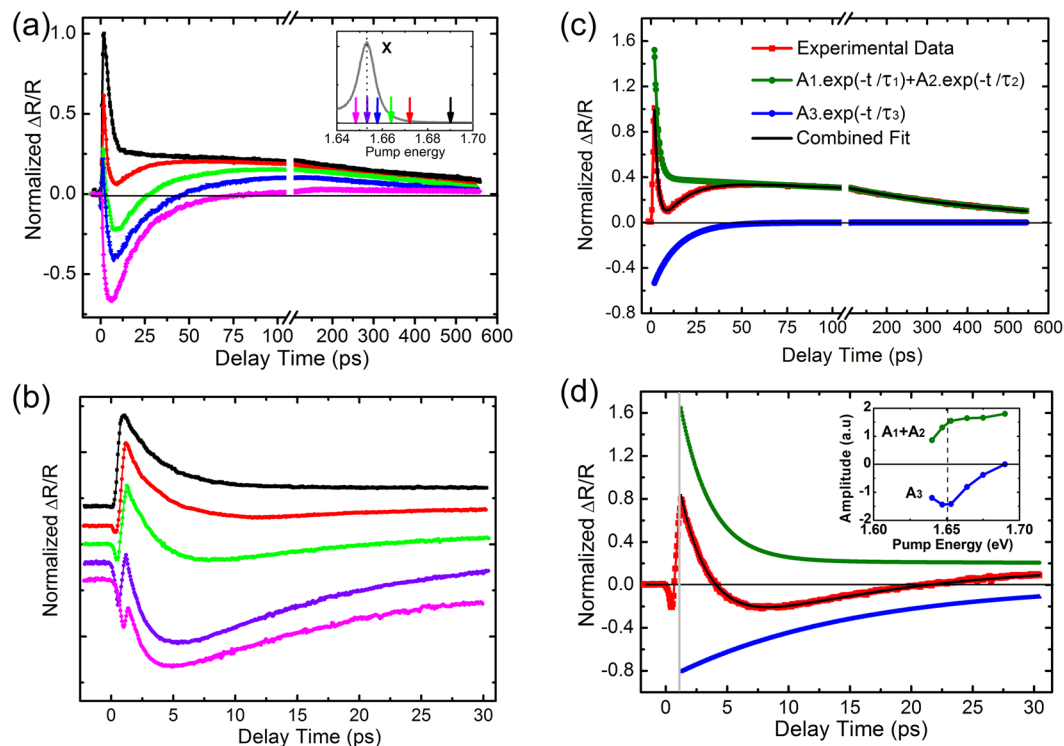 (a)
Normalized ΔR/R
1.0
0.5
0.0
-0.5
0
25
50
75
100
200
300
400
500
600
Delay Time (ps)
X
1.64
1.66
1.68
1.70
Pump energy
(c)
Normalized ΔR/R
1.6
1.2
0.8
0.4
0.0
-0.4
-0.8
0
25
50
75
100
200
300
400
500
600
Delay Time (ps)
Experimental Data
A1.exp(-t /τ1)+A2.exp(-t /τ2)
A3.exp(-t /τ3)
Combined Fit
(b)
Normalized ΔR/R
0
5
10
15
20
25
30
Delay Time (ps)
(d)
Normalized ΔR/R
1.6
1.2
0.8
0.4
0.0
-0.4
-0.8
0
5
10
15
20
25
30
Delay Time (ps)
Amplitude (a.u)
2
1
0
-1
-2
A1+A2
A3
1.60
1.65
1.70
Pump Energy (eV)